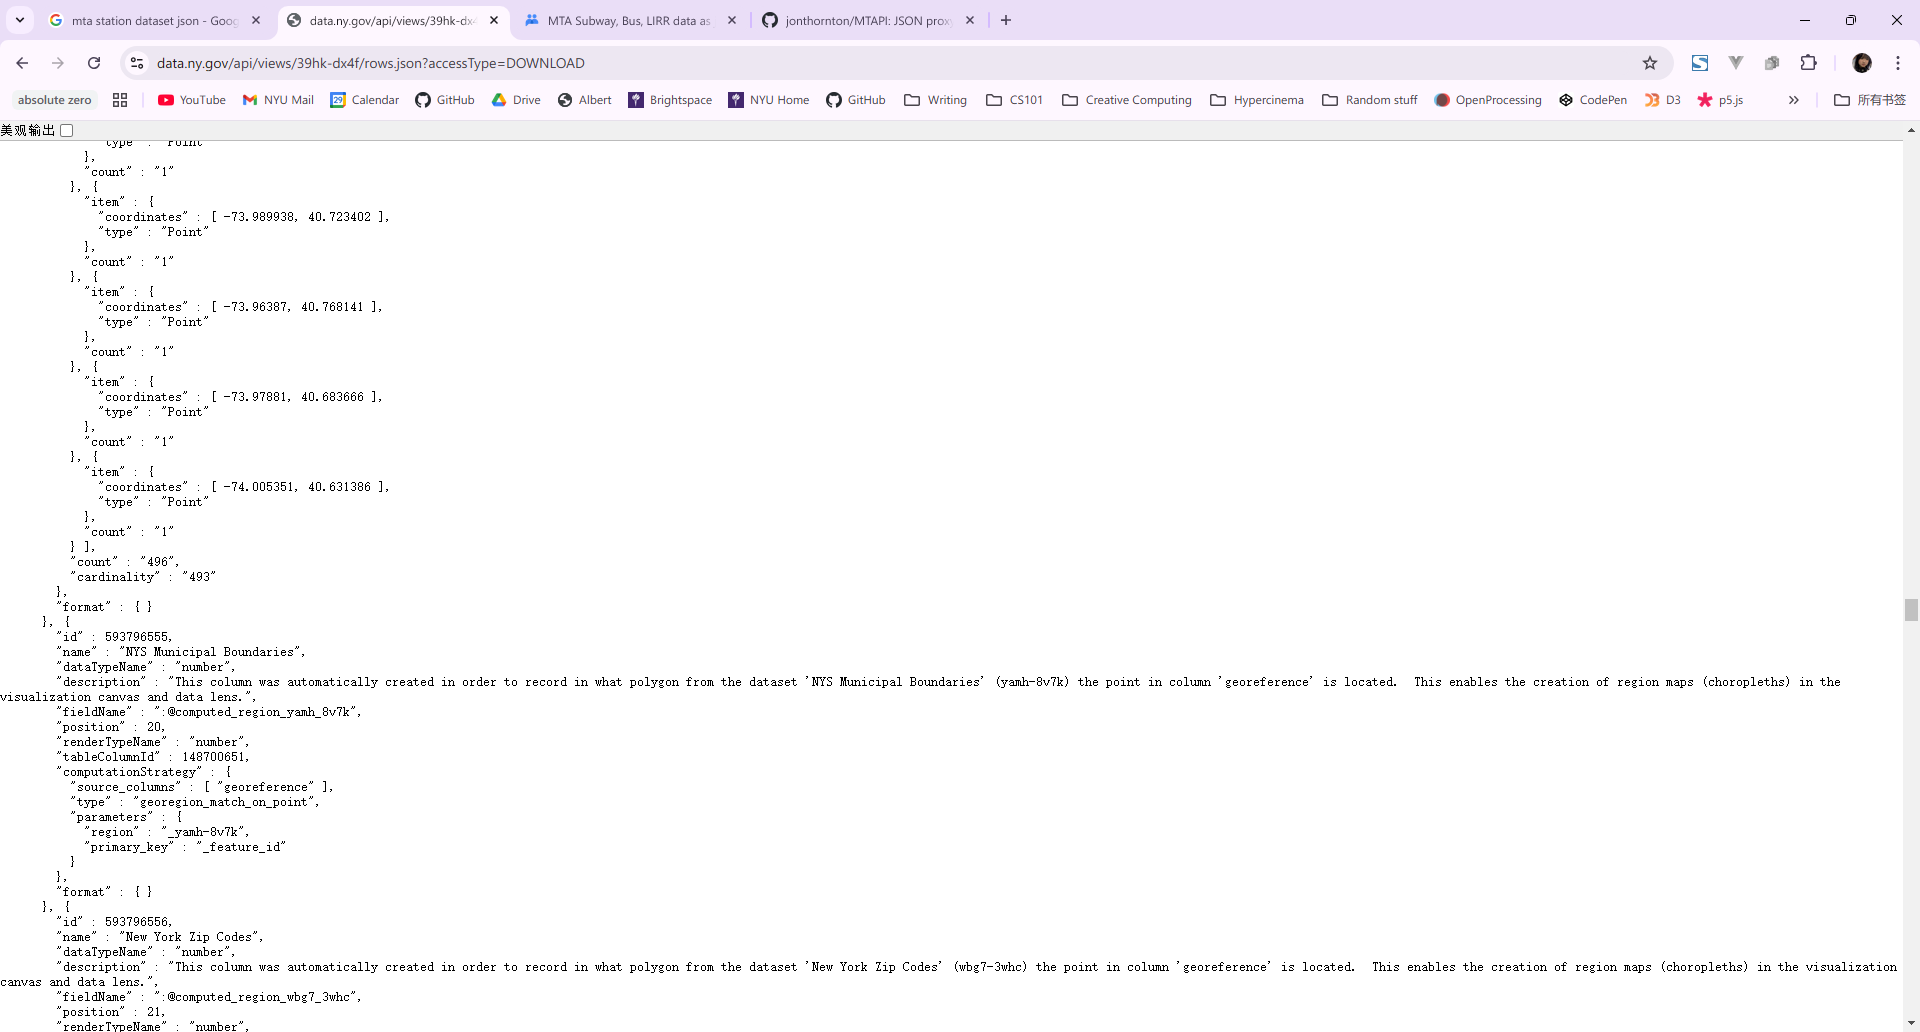 mta station dataset json - Goog
data.ny.gov/api/views/39hk-dx4
MTA Subway, Bus, LIRR data as
jonthornton/MTAPI: JSON proxy
data.ny.gov/api/views/39hk-dx4f/rows.json?accessType=DOWNLOAD
absolute zero YouTube NYU Mail Calendar GitHub Drive Albert Brightspace NYU Home GitHub Writing CS101 Creative Computing Hypercinema Random stuff OpenProcessing CodePen D3 p5.js » 所有书签
美观输出
"type" : "Point"
},
"count" : "1"
}, {
"item" : {
"coordinates" : [ -73.989938, 40.723402 ],
"type" : "Point"
},
"count" : "1"
}, {
"item" : {
"coordinates" : [ -73.96387, 40.768141 ],
"type" : "Point"
},
"count" : "1"
}, {
"item" : {
"coordinates" : [ -73.97881, 40.683666 ],
"type" : "Point"
},
"count" : "1"
}, {
"item" : {
"coordinates" : [ -74.005351, 40.631386 ],
"type" : "Point"
},
"count" : "1"
} ],
"count" : "496",
"cardinality" : "493"
},
"format" : { }
}, {
"id" : 593796555,
"name" : "NYS Municipal Boundaries",
"dataTypeName" : "number",
"description" : "This column was automatically created in order to record in what polygon from the dataset 'NYS Municipal Boundaries' (yamh-8v7k) the point in column 'georeference' is located.  This enables the creation of region maps (choropleths) in the
visualization canvas and data lens.",
"fieldName" : ":@computed_region_yamh_8v7k",
"position" : 20,
"renderTypeName" : "number",
"tableColumnId" : 148700651,
"computationStrategy" : {
"source_columns" : [ "georeference" ],
"type" : "georegion_match_on_point",
"parameters" : {
"region" : "_yamh-8v7k",
"primary_key" : "_feature_id"
}
},
"format" : { }
}, {
"id" : 593796556,
"name" : "New York Zip Codes",
"dataTypeName" : "number",
"description" : "This column was automatically created in order to record in what polygon from the dataset 'New York Zip Codes' (wbg7-3whc) the point in column 'georeference' is located.  This enables the creation of region maps (choropleths) in the visualization
canvas and data lens.",
"fieldName" : ":@computed_region_wbg7_3whc",
"position" : 21,
"renderTypeName" : "number",